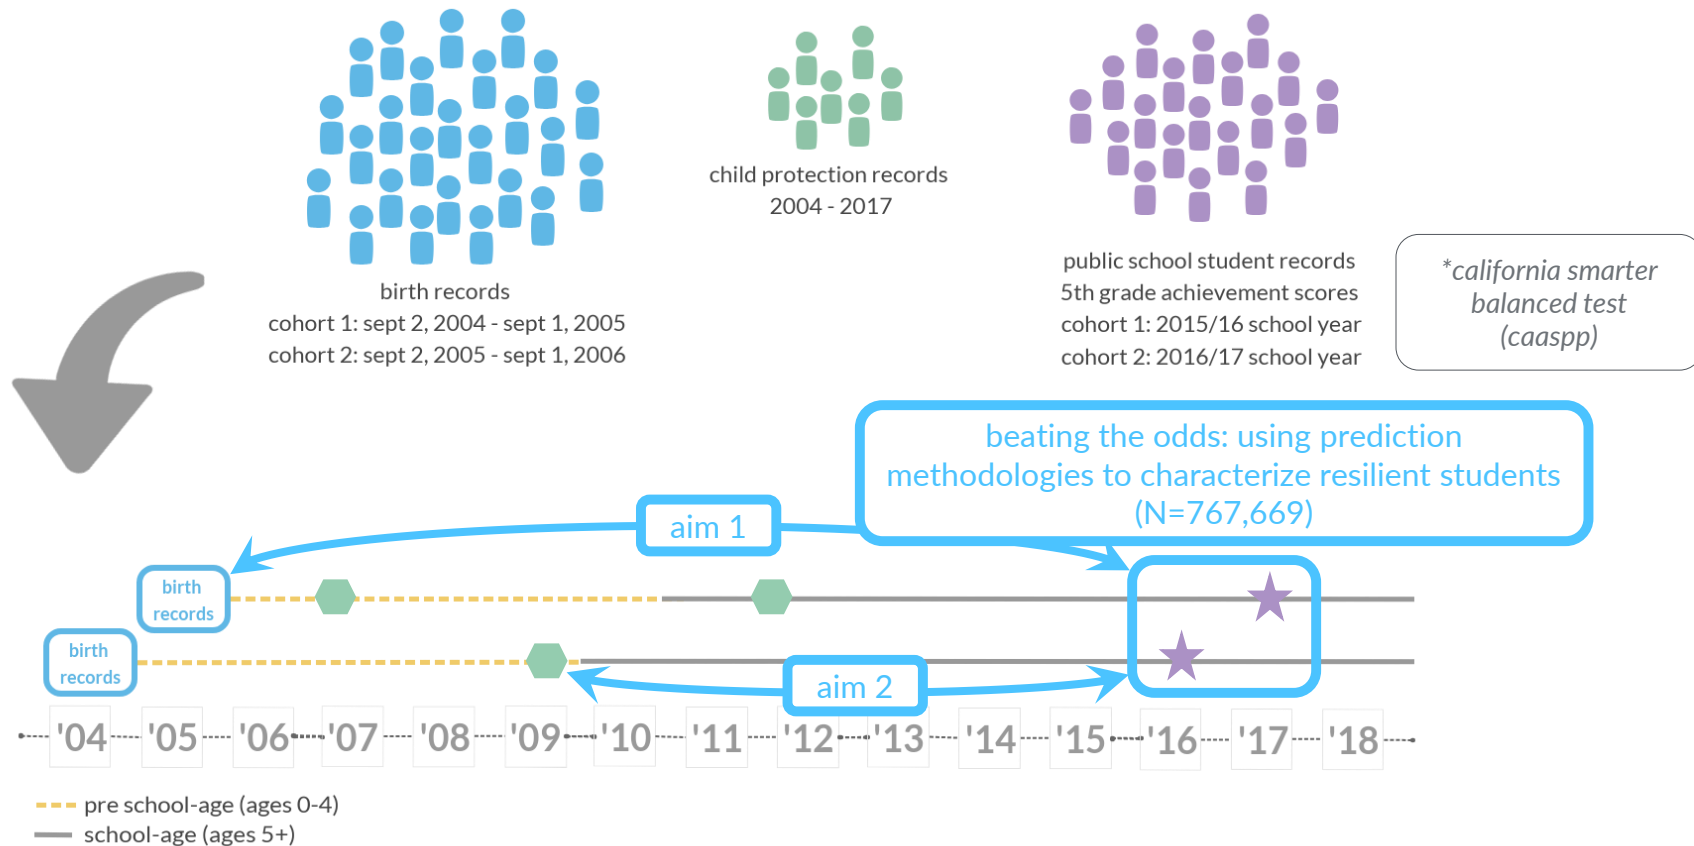 child protection records
2004 - 2017
birth records
cohort 1: sept 2, 2004 - sept 1, 2005
cohort 2: sept 2, 2005 - sept 1, 2006
public school student records
5th grade achievement scores
cohort 1: 2015/16 school year
cohort 2: 2016/17 school year
*california smarter
balanced test
(caaspp)
beating the odds: using prediction
methodologies to characterize resilient students
(N=767,669)
aim 1
birth
records
birth
records
aim 2
'04 '05 '06 '07 '08 '09 '10 '11 '12 '13 '14 '15 '16 '17 '18
pre school-age (ages 0-4)
school-age (ages 5+)